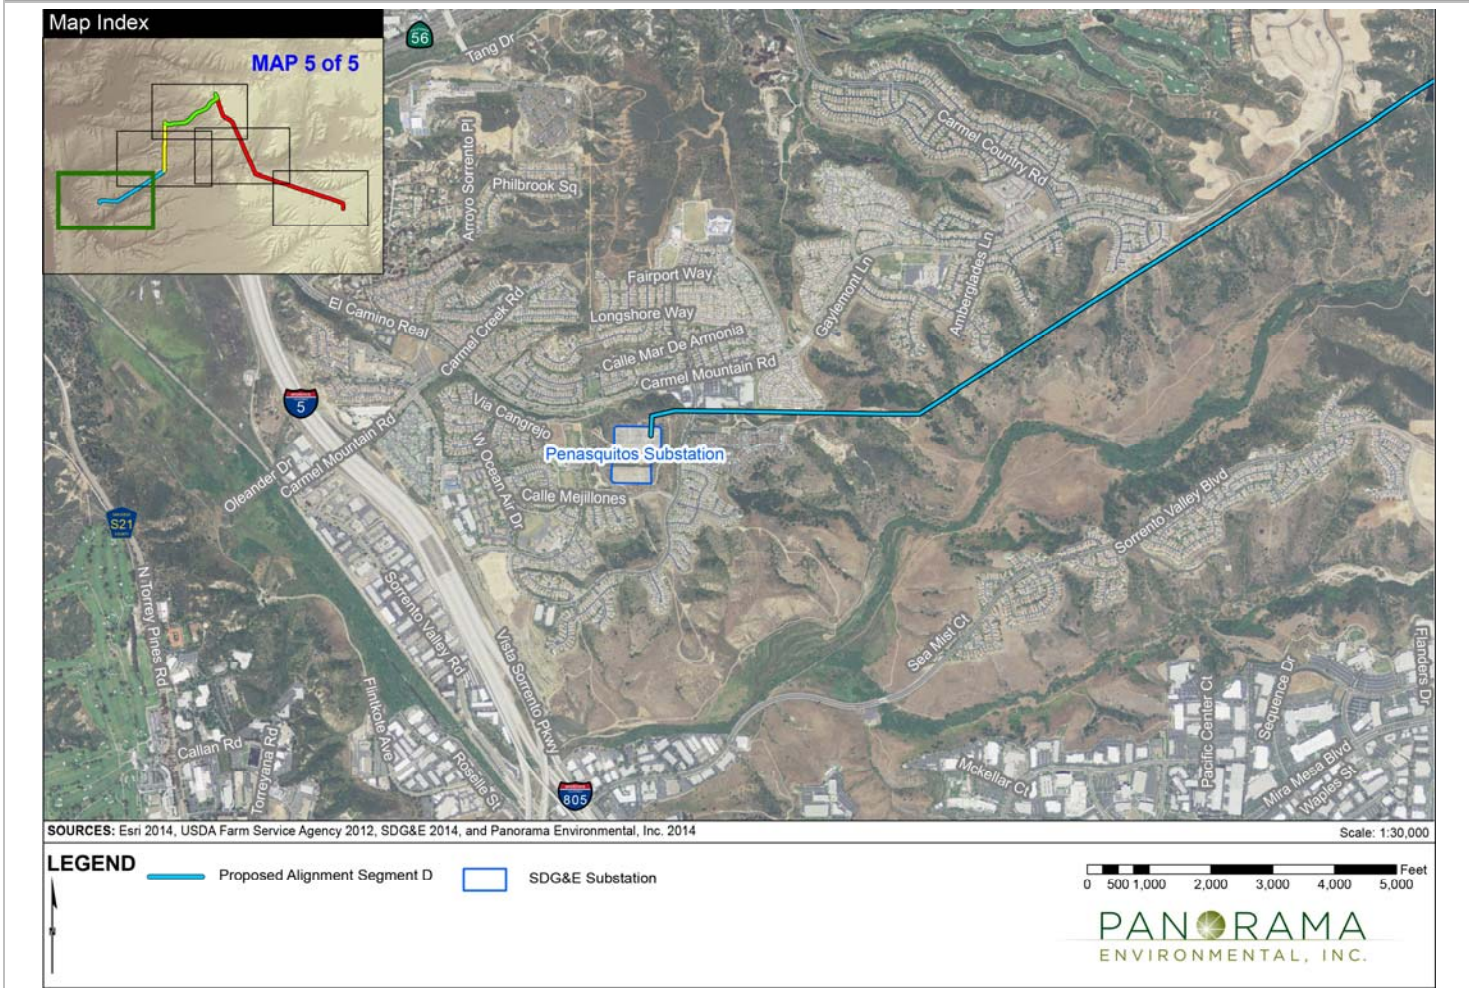 Map Index
MAP 5 of 5
56
Tang Dr
Carmel Country Rd
Arroyo Sorrento Pl
Philbrook Sq
Fairport Way
Gaylemont Ln
Amberglades Ln
El Camino Real
Carmel Creek Rd
Longshore Way
Calle Mar De Armonia
Carmel Mountain Rd
5
Via Cangrejo
Carmel Mountain Rd
Oleander Dr
W Ocean Air Dr
Penasquitos Substation
Calle Mejillones
S21
Sorrento Valley Blvd
N Torrey Pines Rd
Sorrento Valley Rd
Vista Sorrento Pkwy
Sea Mist Ct
Flintkote Ave
Callan Rd
Torreyana Rd
Roselle St
805
Mckellar Ct
Pacific Center Ct
Sequence Dr
Flanders Dr
Mira Mesa Blvd
Waples St
SOURCES: Esri 2014, USDA Farm Service Agency 2012, SDG&E 2014, and Panorama Environmental, Inc. 2014
Scale: 1:30,000
LEGEND
Proposed Alignment Segment D
SDG&E Substation
Feet
0 500 1,000 2,000 3,000 4,000 5,000
PANORAMA
ENVIRONMENTAL, INC.